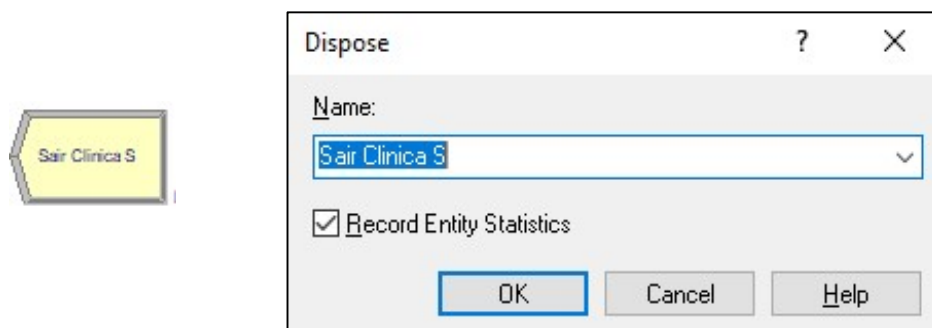 Sair Clinica S
Dispose ? X
Name:
Sair Clinica S
Record Entity Statistics
OK Cancel Help